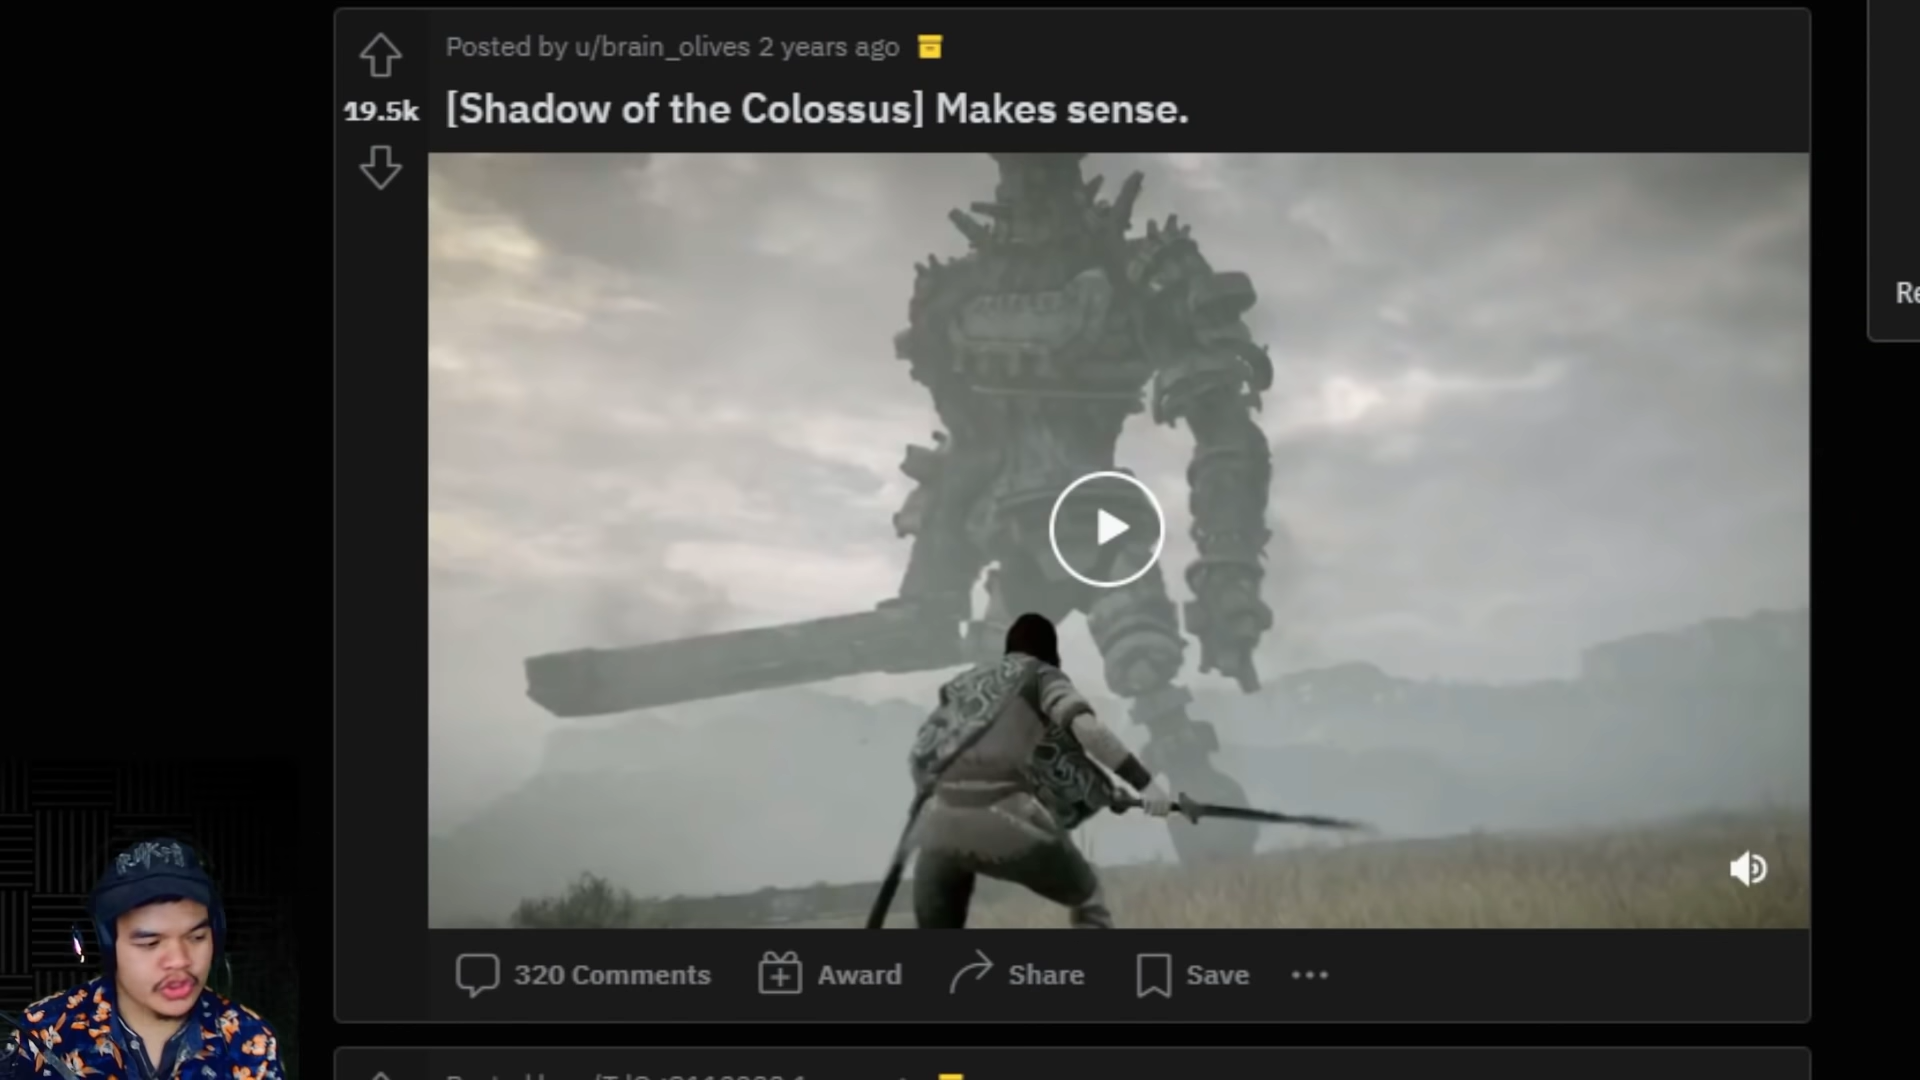 Posted by u/brain_olives 2 years ago
19.5k
[Shadow of the Colossus] Makes sense.
Re
320 Comments
Award
Share
Save